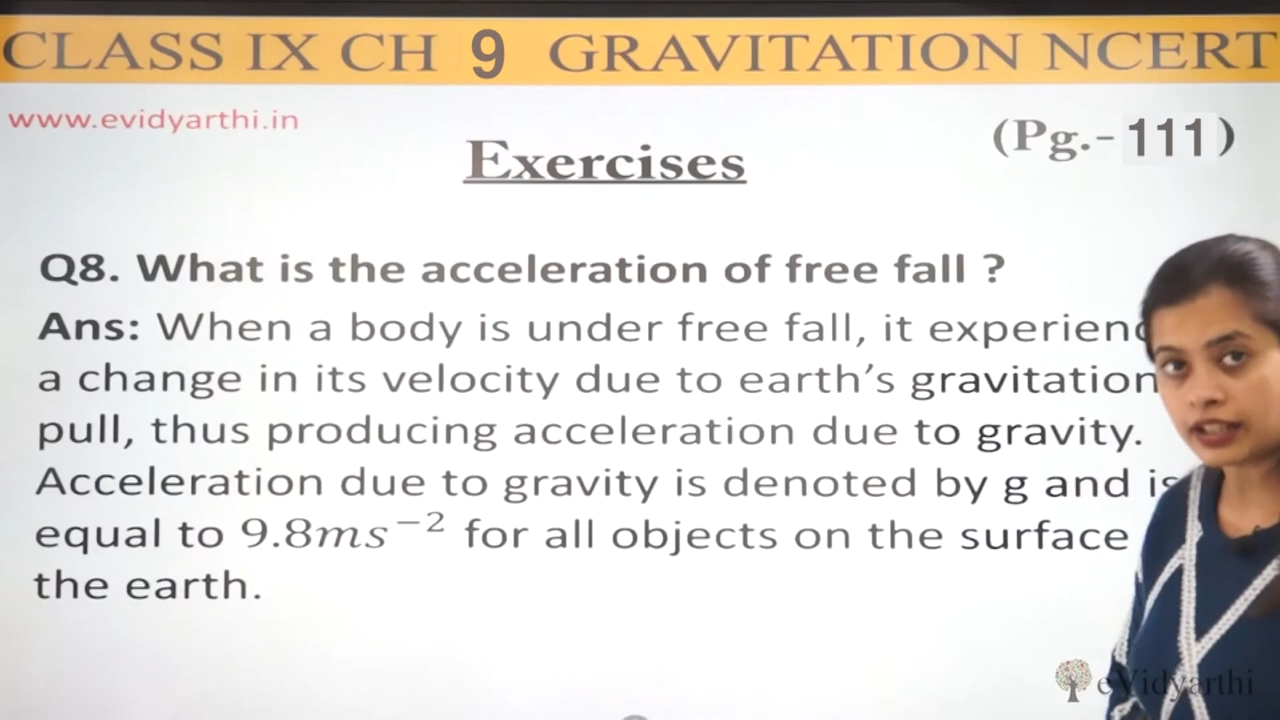 CLASS IX CH 9 GRAVITATION NCERT
www.evidyarthi.in
(Pg.-111)
Exercises
Q8. What is the acceleration of free fall ?
Ans: When a body is under free fall, it experienc
a change in its velocity due to earth's gravitation
pull, thus producing acceleration due to gravity.
Acceleration due to gravity is denoted by g and is
equal to 9.8ms⁻² for all objects on the surface
the earth.
eVidyarthi